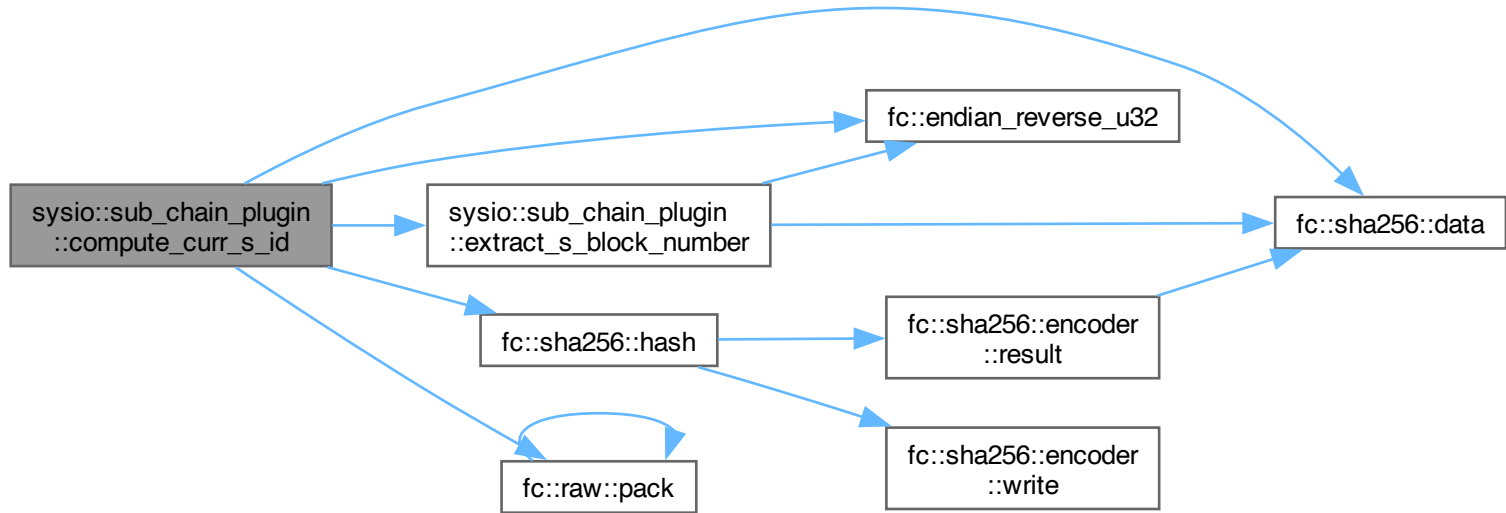 sysio::sub_chain_plugin
::compute_curr_s_id
fc::endian_reverse_u32
sysio::sub_chain_plugin
::extract_s_block_number
fc::sha256::data
fc::sha256::hash
fc::sha256::encoder
::result
fc::sha256::encoder
::write
fc::raw::pack